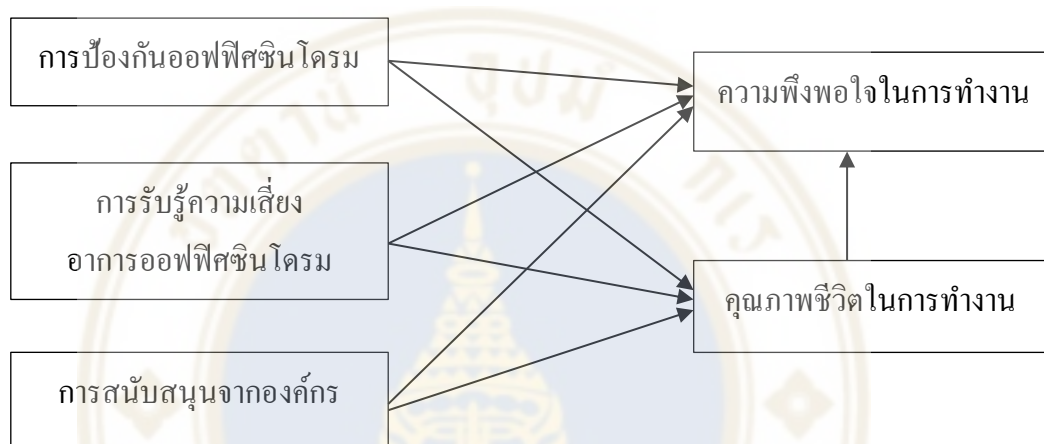 การป้องกันออฟฟิศซินโดรม
ความพึงพอใจในการทำงาน
การรับรู้ความเสี่ยง
อาการออฟฟิศซินโดรม
คุณภาพชีวิตในการทำงาน
การสนับสนุนจากองค์กร